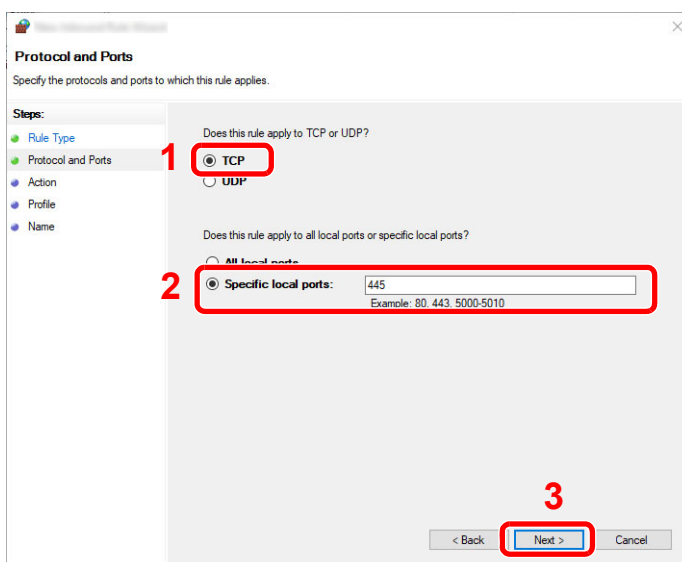 Protocol and Ports
Specify the protocols and ports to which this rule applies.
Steps:
Rule Type
Protocol and Ports
Action
Profile
Name
Does this rule apply to TCP or UDP?
1
TCP
UDP
Does this rule apply to all local ports or specific local ports?
All local ports
2
Specific local ports:
445
Example: 80, 443, 5000-5010
3
< Back
Next >
Cancel